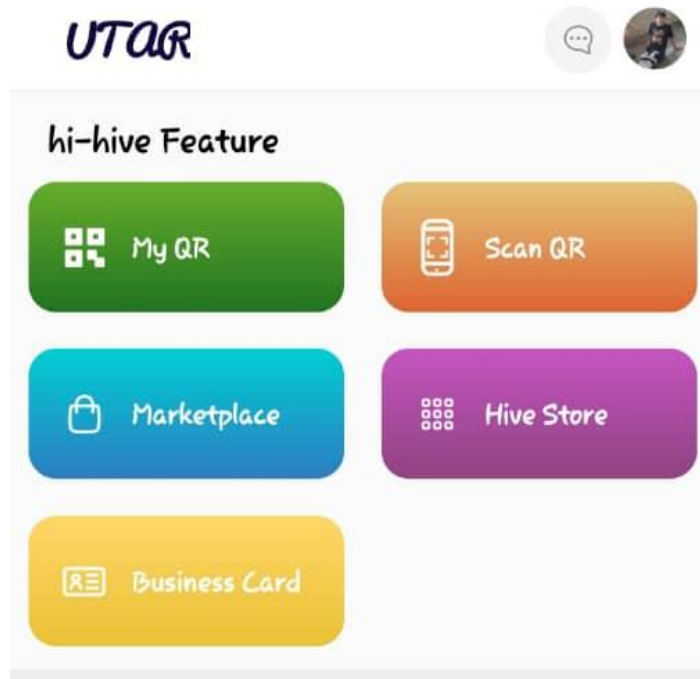 UTAR
hi-hive Feature
My QR
Scan QR
Marketplace
Hive Store
Business Card